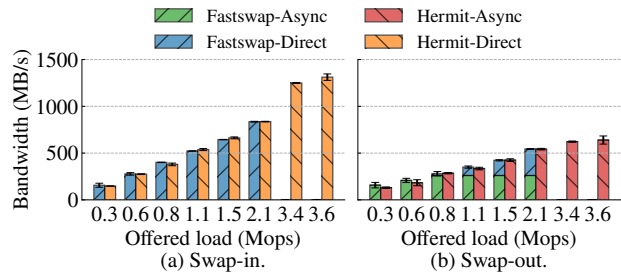 Fastswap-Async Hermit-Async
Fastswap-Direct Hermit-Direct
Bandwidth (MB/s)
1500
1000
500
0
0.3 0.6 0.8 1.1 1.5 2.1 3.4 3.6
0.3 0.6 0.8 1.1 1.5 2.1 3.4 3.6
Offered load (Mops)
Offered load (Mops)
(a) Swap-in.
(b) Swap-out.